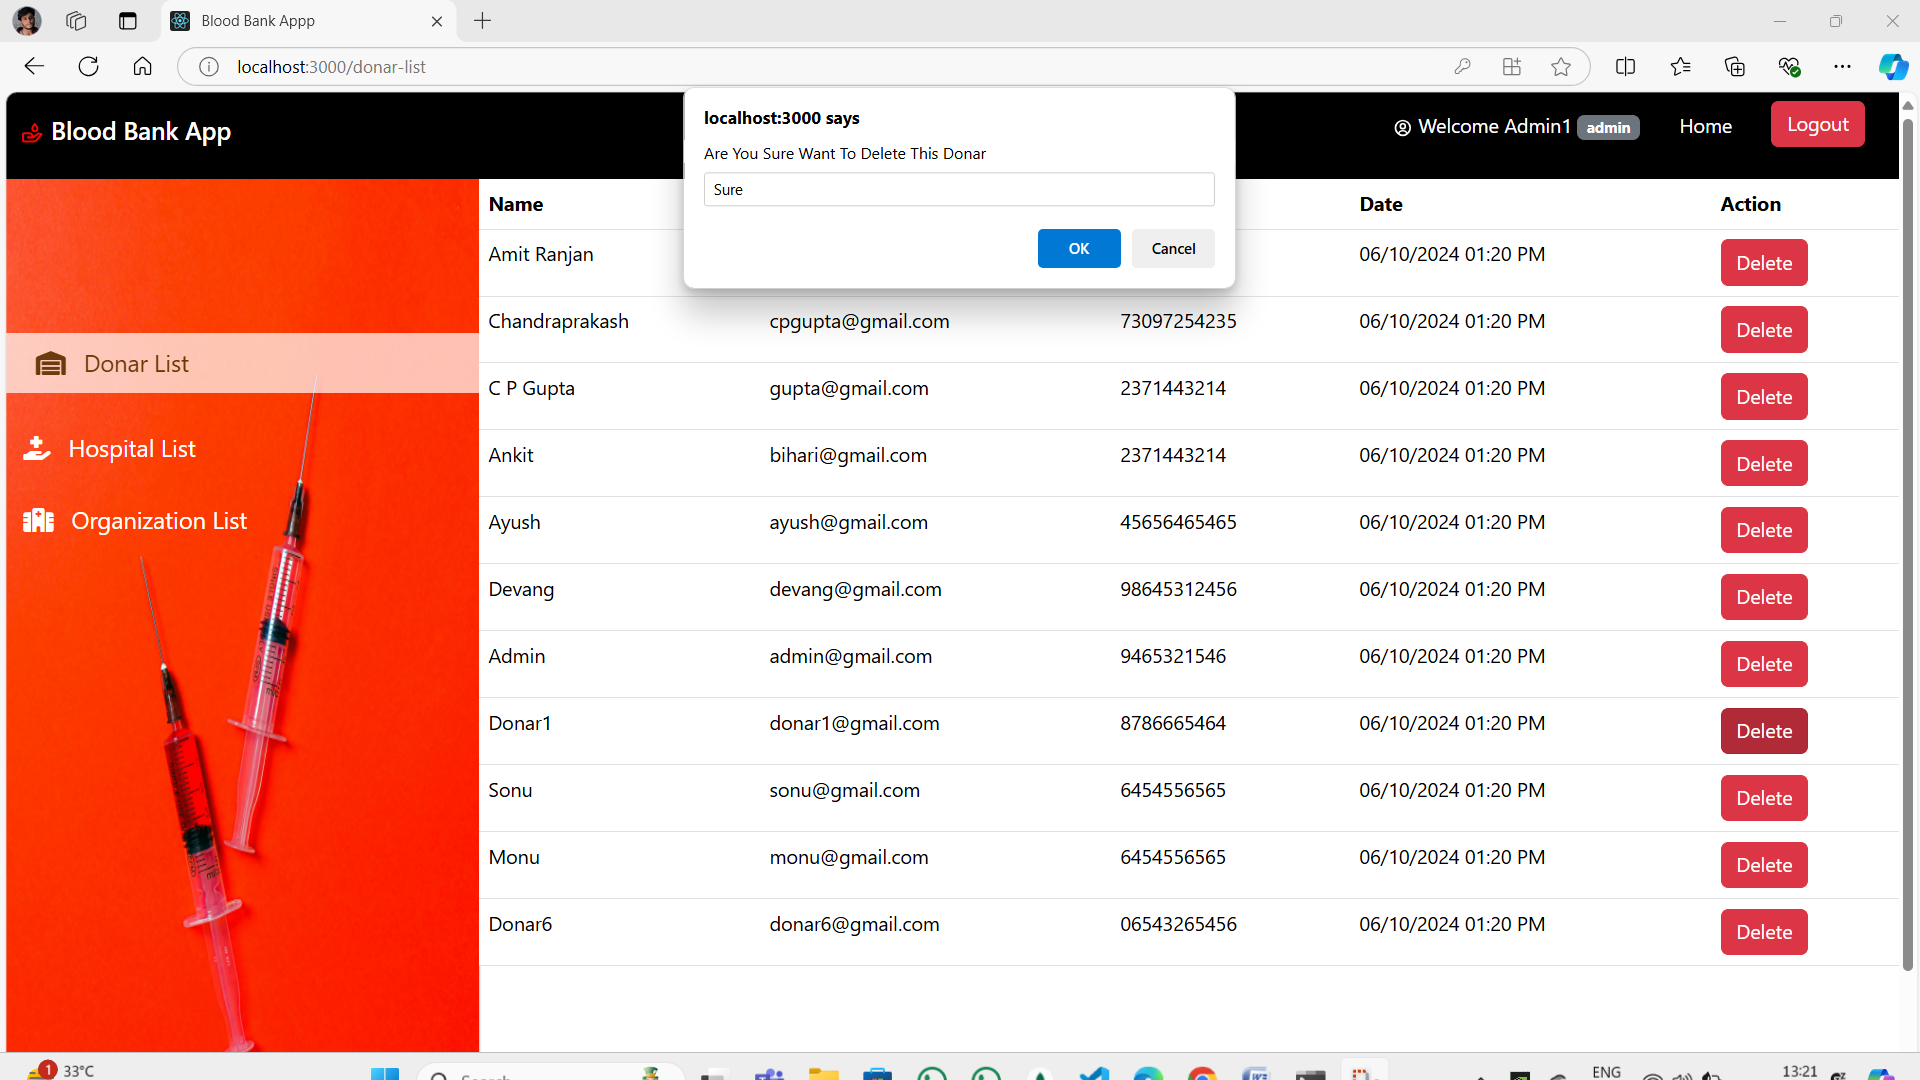 Blood Bank Appp
localhost:3000/donar-list
Blood Bank App
Welcome Admin1 admin Home Logout
localhost:3000 says
Are You Sure Want To Delete This Donar
Sure
OK Cancel
Donar List
Hospital List
Organization List
Name Date Action
Amit Ranjan 06/10/2024 01:20 PM Delete
Chandraprakash cpgupta@gmail.com 73097254235 06/10/2024 01:20 PM Delete
C P Gupta gupta@gmail.com 2371443214 06/10/2024 01:20 PM Delete
Ankit bihari@gmail.com 2371443214 06/10/2024 01:20 PM Delete
Ayush ayush@gmail.com 45656465465 06/10/2024 01:20 PM Delete
Devang devang@gmail.com 98645312456 06/10/2024 01:20 PM Delete
Admin admin@gmail.com 9465321546 06/10/2024 01:20 PM Delete
Donar1 donar1@gmail.com 8786665464 06/10/2024 01:20 PM Delete
Sonu sonu@gmail.com 6454556565 06/10/2024 01:20 PM Delete
Monu monu@gmail.com 6454556565 06/10/2024 01:20 PM Delete
Donar6 donar6@gmail.com 06543265456 06/10/2024 01:20 PM Delete
1 33°C Search ENG 13:21